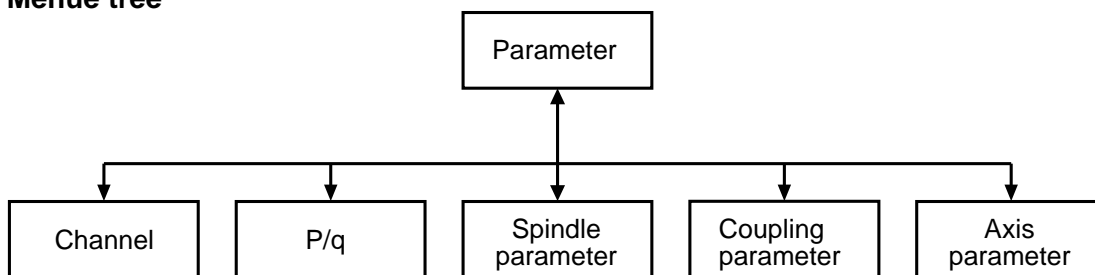 Menue tree
Parameter
Channel
P/q
Spindle
parameter
Coupling
parameter
Axis
parameter